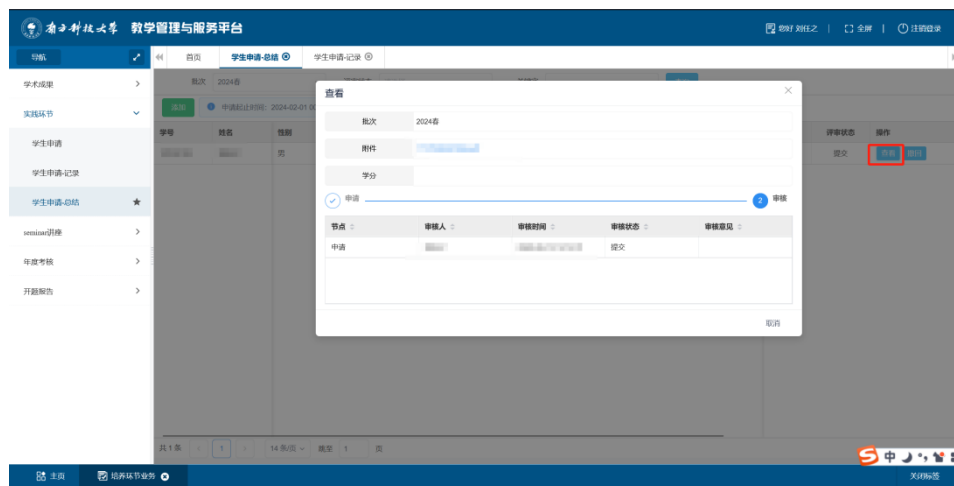 南方科技大学 教学管理与服务平台
您好 刘任之 | 全屏 | 注销登录
导航
首页 学生申请-总结 学生申请-记录
学术成果
实践环节
学生申请
学生申请-记录
学生申请-总结
seminar讲座
年度考核
开题报告
批次 2024春
添加 申请起止时间: 2024-02-01 00
学号 姓名 性别 评审状态 操作
男 提交 查看 撤回
查看
批次 2024春
附件
学分
申请 2 审核
节点 审核人 审核时间 审核状态 审核意见
申请 提交
取消
共 1 条 1 14 条/页 跳至 1 页
中
主页 培养环节业务 关闭标签